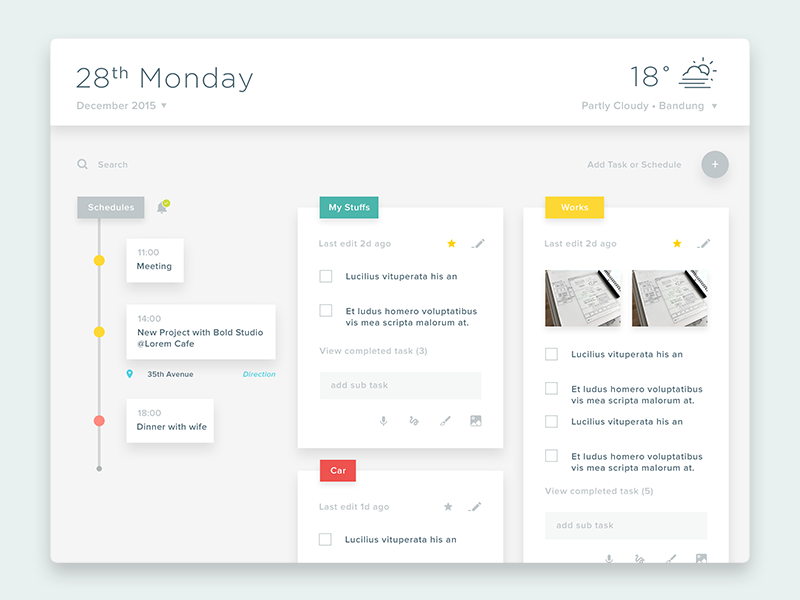 28th Monday
December 2015
18°
Partly Cloudy • Bandung
Search
Add Task or Schedule
Schedules
11:00
Meeting
14:00
New Project with Bold Studio
@Lorem Cafe
35th Avenue
Direction
18:00
Dinner with wife
My Stuffs
Last edit 2d ago
Lucilius vituperata his an
Et ludus homero voluptatibus
vis mea scripta malorum at.
View completed task (3)
add sub task
Car
Last edit 1d ago
Lucilius vituperata his an
Works
Last edit 2d ago
Lucilius vituperata his an
Et ludus homero voluptatibus
vis mea scripta malorum at.
Lucilius vituperata his an
Et ludus homero voluptatibus
vis mea scripta malorum at.
View completed task (5)
add sub task